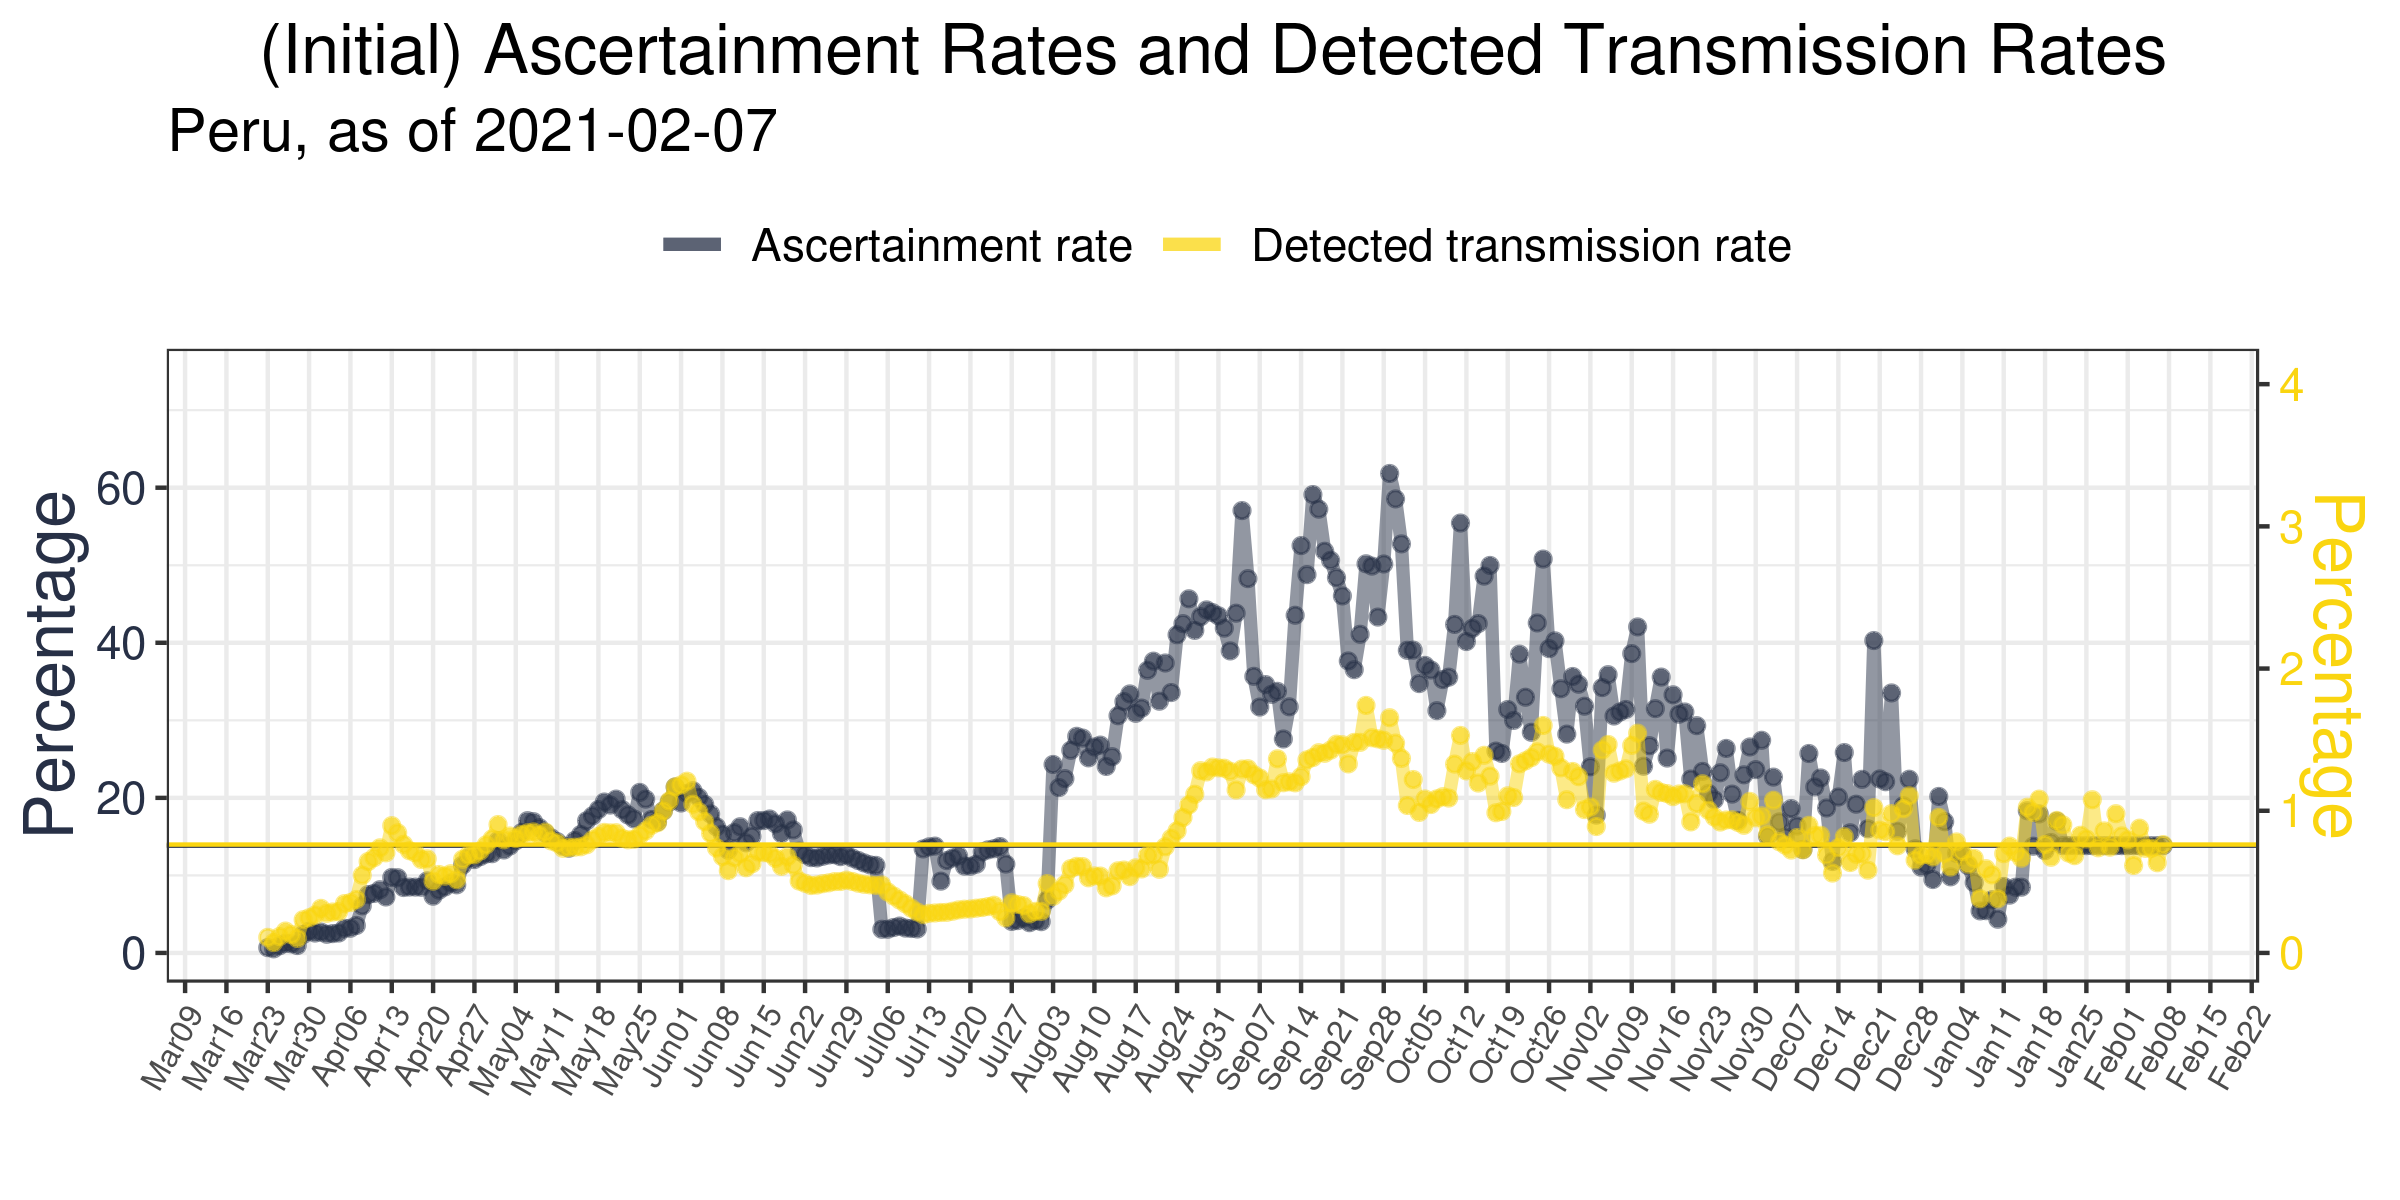 (Initial) Ascertainment Rates and Detected Transmission Rates
Peru, as of 2021-02-07
Ascertainment rate
Detected transmission rate
Percentage
60
40
20
0
4
3
2
1
0
Percentage
Mar09
Mar16
Mar23
Mar30
Apr06
Apr13
Apr20
Apr27
May04
May11
May18
May25
Jun01
Jun08
Jun15
Jun22
Jun29
Jul06
Jul13
Jul20
Jul27
Aug03
Aug10
Aug17
Aug24
Aug31
Sep07
Sep14
Sep21
Sep28
Oct05
Oct12
Oct19
Oct26
Nov02
Nov09
Nov16
Nov23
Nov30
Dec07
Dec14
Dec21
Dec28
Jan04
Jan11
Jan18
Jan25
Feb01
Feb08
Feb15
Feb22